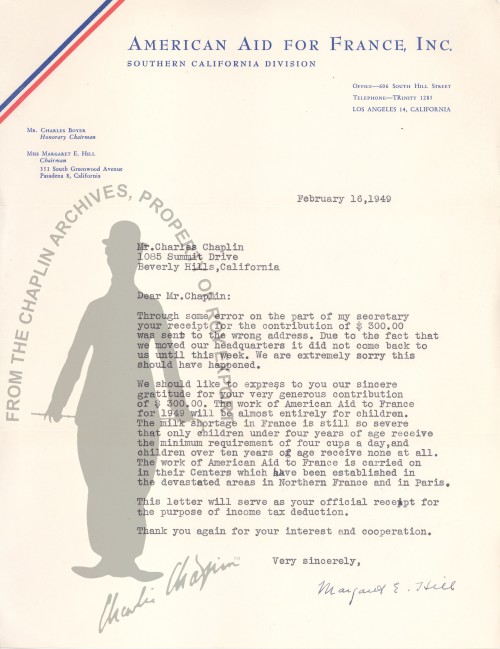 AMERICAN AID FOR FRANCE, INC.
SOUTHERN CALIFORNIA DIVISION
OFFICE—406 SOUTH HILL STREET
TELEPHONE—TRINITY 1285
LOS ANGELES 14, CALIFORNIA
MR. CHARLES BOYER
Honorary Chairman
MRS MARGARET E. HILL
Chairman
351 South Greenwood Avenue
Pasadena 8, California
February 16,1949
FROM THE CHAPLIN ARCHIVES, PROPERTY OF ROY EXPORT
Mr.Charles Chaplin
1085 Summit Drive
Beverly Hills,California
Dear Mr.Chaplin:
Through some error on the part of my secretary
your receipt for the contribution of $ 300.00
was sent to the wrong address. Due to the fact that
we moved our headquarters it did not come back to
us until this week. We are extremely sorry this
should have happened.
We should like to express to you our sincere
gratitude for your very generous contribution
of $ 300.00. The work of American Aid to France
for 1949 will be almost entirely for children.
The milk shortage in France is still so severe
that only children under four years of age receive
the minimum requirement of four cups a day,and
children over ten years of age receive none at all.
The work of American Aid to France is carried on
in their Centers which have been established in
the devastated areas in Northern France and in Paris.
This letter will serve as your official receipt for
the purpose of income tax deduction.
Thank you again for your interest and cooperation.
Very sincerely,
Margaret E. Hill
Charlie Chaplin™